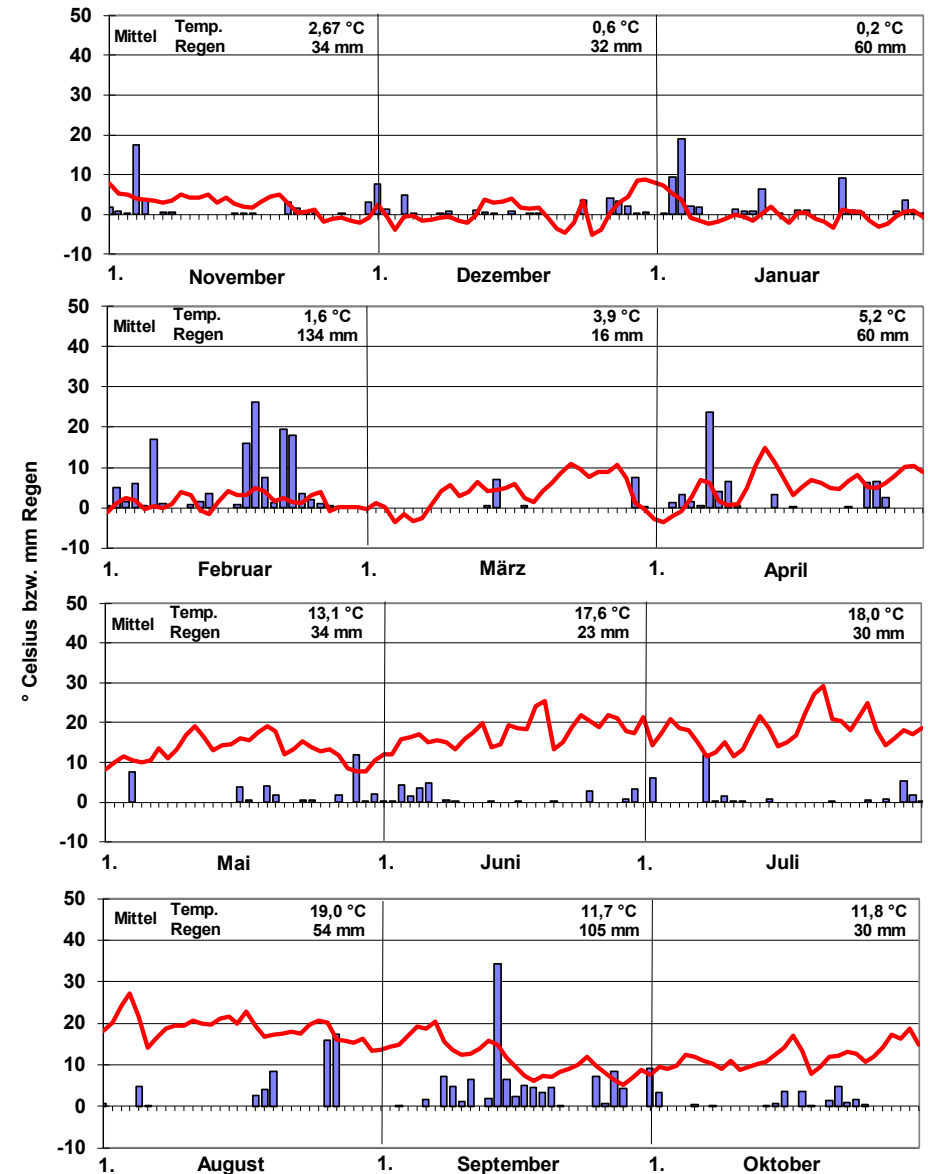 ° Celsius bzw. mm Regen
50
40
30
20
10
0
-10
Mittel Temp. 2,67 °C 0,6 °C 0,2 °C
Regen 34 mm 32 mm 60 mm
1. November 1. Dezember 1. Januar
50
40
30
20
10
0
-10
Mittel Temp. 1,6 °C 3,9 °C 5,2 °C
Regen 134 mm 16 mm 60 mm
1. Februar 1. März 1. April
50
40
30
20
10
0
-10
Mittel Temp. 13,1 °C 17,6 °C 18,0 °C
Regen 34 mm 23 mm 30 mm
1. Mai 1. Juni 1. Juli
50
40
30
20
10
0
-10
Mittel Temp. 19,0 °C 11,7 °C 11,8 °C
Regen 54 mm 105 mm 30 mm
1. August 1. September 1. Oktober